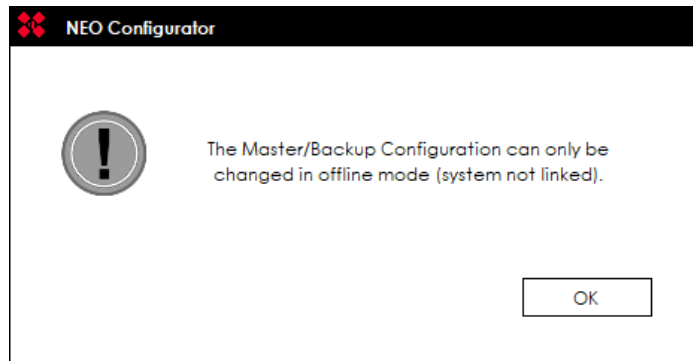 NEO Configurator
The Master/Backup Configuration can only be
changed in offline mode (system not linked).
OK